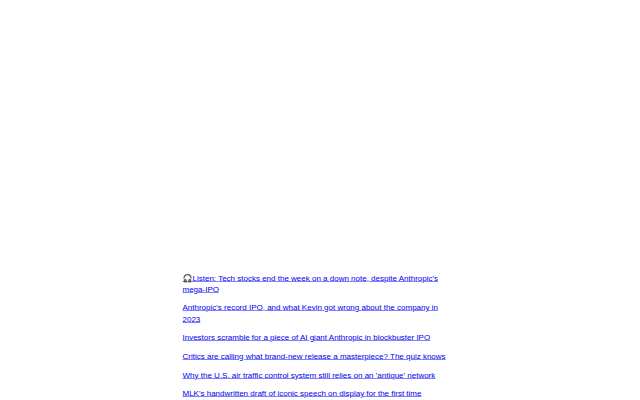 🎧Listen: Tech stocks end the week on a down note, despite Anthropic's
mega-IPO
Anthropic's record IPO, and what Kevin got wrong about the company in
2023
Investors scramble for a piece of AI giant Anthropic in blockbuster IPO
Critics are calling what brand-new release a masterpiece? The quiz knows
Why the U.S. air traffic control system still relies on an 'antique' network
MLK's handwritten draft of iconic speech on display for the first time